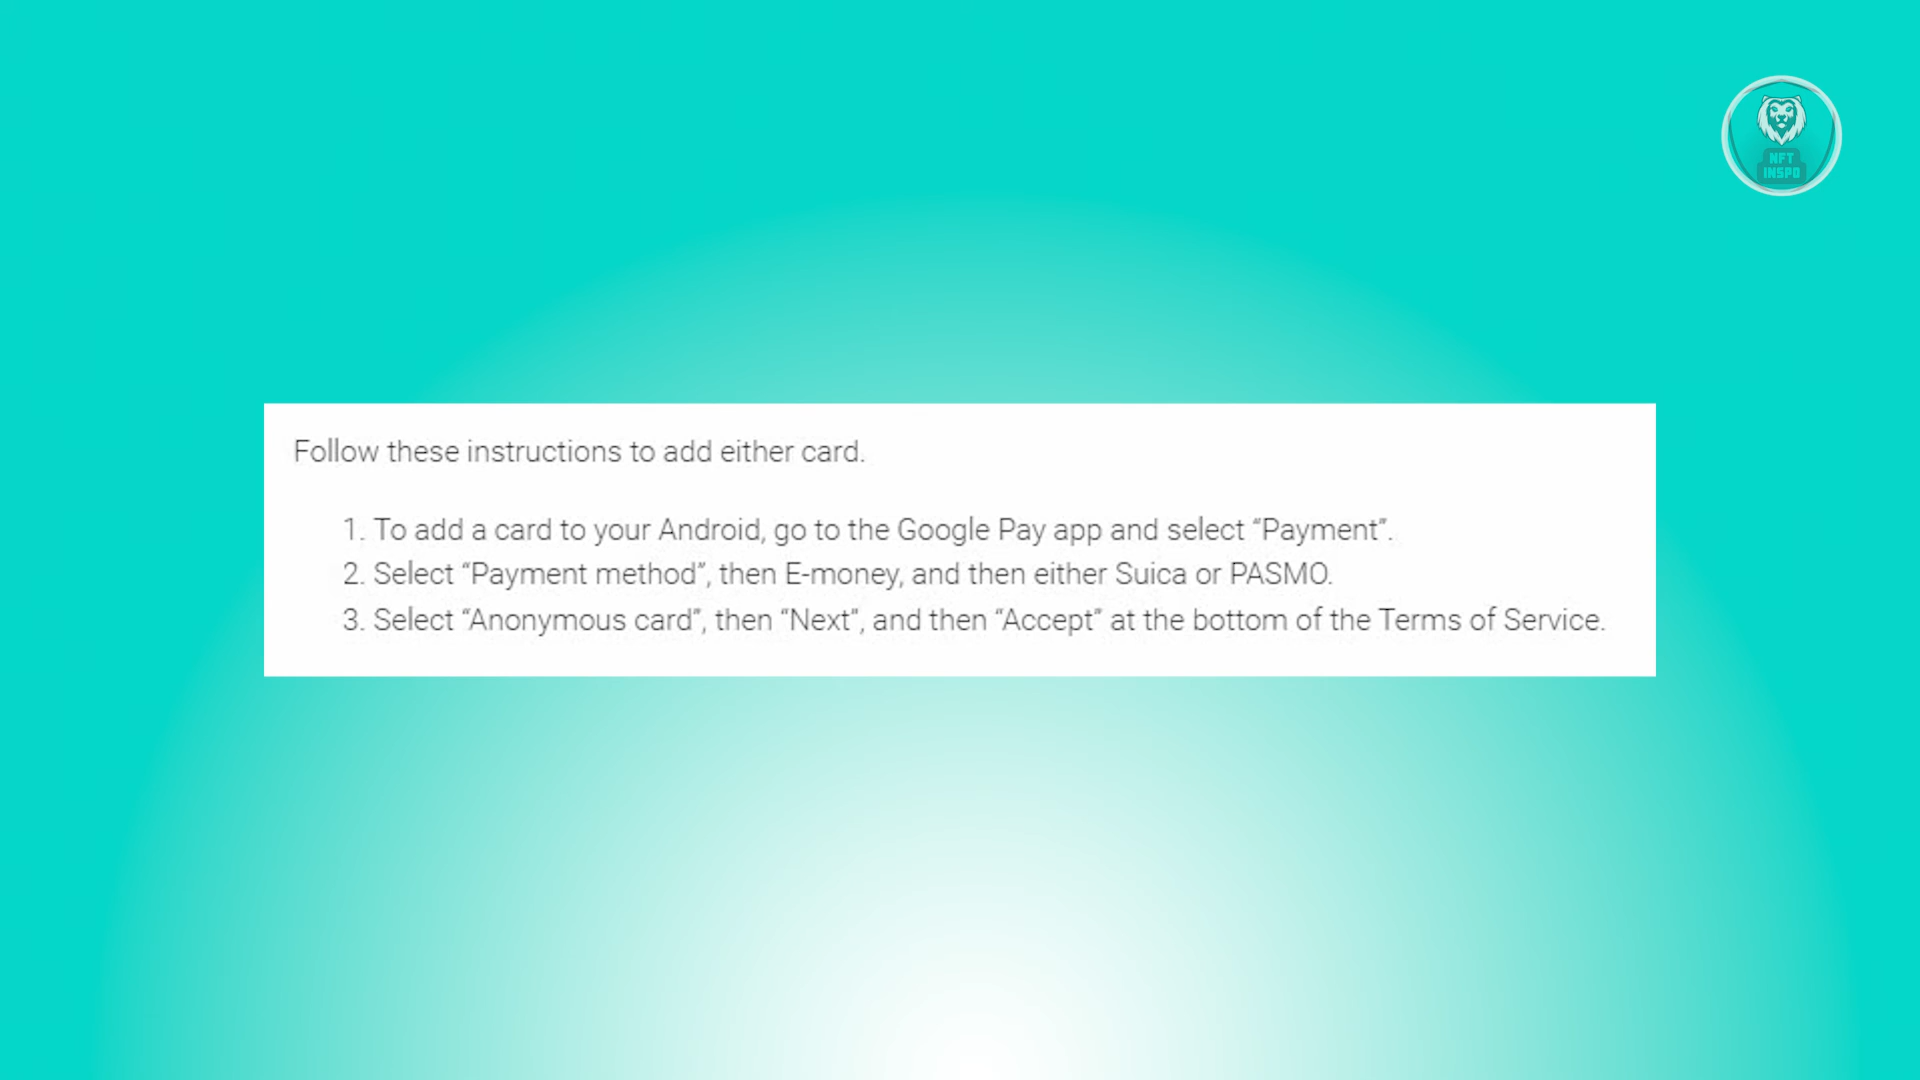 NFT
INSPO
Follow these instructions to add either card.
1. To add a card to your Android, go to the Google Pay app and select “Payment”.
2. Select “Payment method”, then E-money, and then either Suica or PASMO.
3. Select “Anonymous card”, then “Next”, and then “Accept” at the bottom of the Terms of Service.